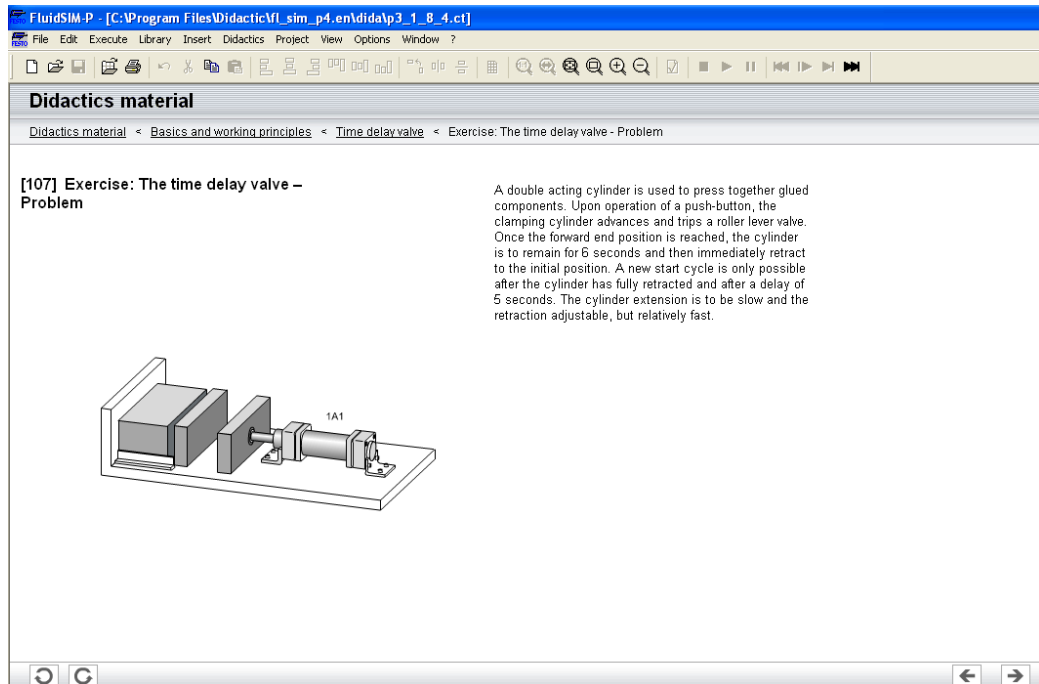 FESTO FluidSIM-P - [C:\Program Files\Didactic\fl_sim_p4.en\dida\p3_1_8_4.ct]
FESTO File Edit Execute Library Insert Didactics Project View Options Window ?
Didactics material
Didactics material < Basics and working principles < Time delay valve < Exercise: The time delay valve - Problem
[107] Exercise: The time delay valve –
Problem
A double acting cylinder is used to press together glued
components. Upon operation of a push-button, the
clamping cylinder advances and trips a roller lever valve.
Once the forward end position is reached, the cylinder
is to remain for 6 seconds and then immediately retract
to the initial position. A new start cycle is only possible
after the cylinder has fully retracted and after a delay of
5 seconds. The cylinder extension is to be slow and the
retraction adjustable, but relatively fast.
1A1